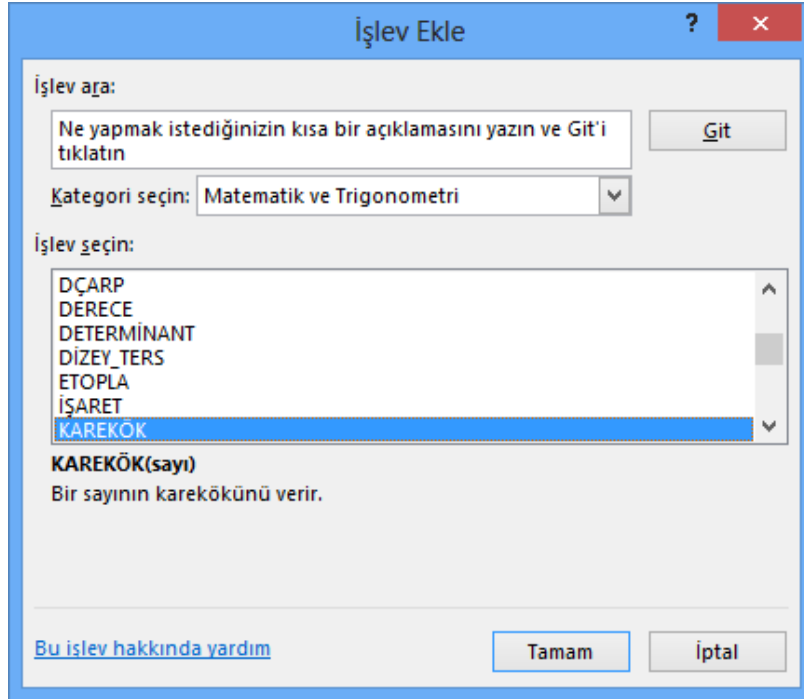 İşlev Ekle
?
×
İşlev ara:
Ne yapmak istediğinizin kısa bir açıklamasını yazın ve Git'i
tıklatın
Git
Kategori seçin: Matematik ve Trigonometri
İşlev seçin:
DÇARP
DERECE
DETERMİNANT
DİZEY_TERS
ETOPLA
İŞARET
KAREKÖK
KAREKÖK(sayı)
Bir sayının karekökünü verir.
Bu işlev hakkında yardım
Tamam
İptal